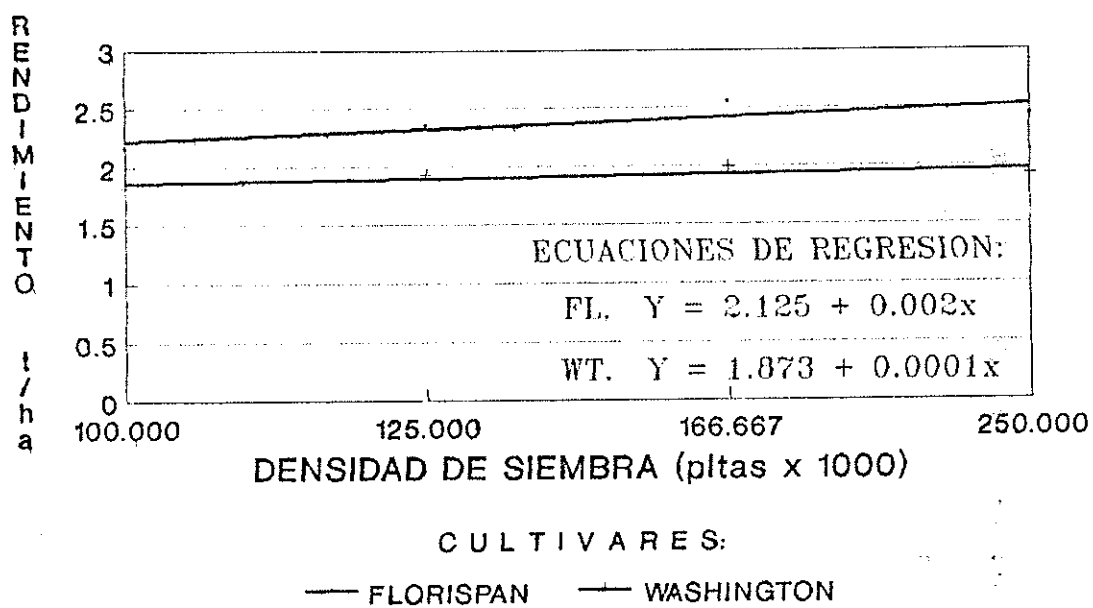 RENDIMIENTO t/ha
3
2.5
2
1.5
1
0.5
0
ECUACIONES DE REGRESION:
FL. Y = 2.125 + 0.002x
WT. Y = 1.873 + 0.0001x
100.000 125.000 166.667 250.000
DENSIDAD DE SIEMBRA (pltas x 1000)
CULTIVARES:
FLORISPAN WASHINGTON